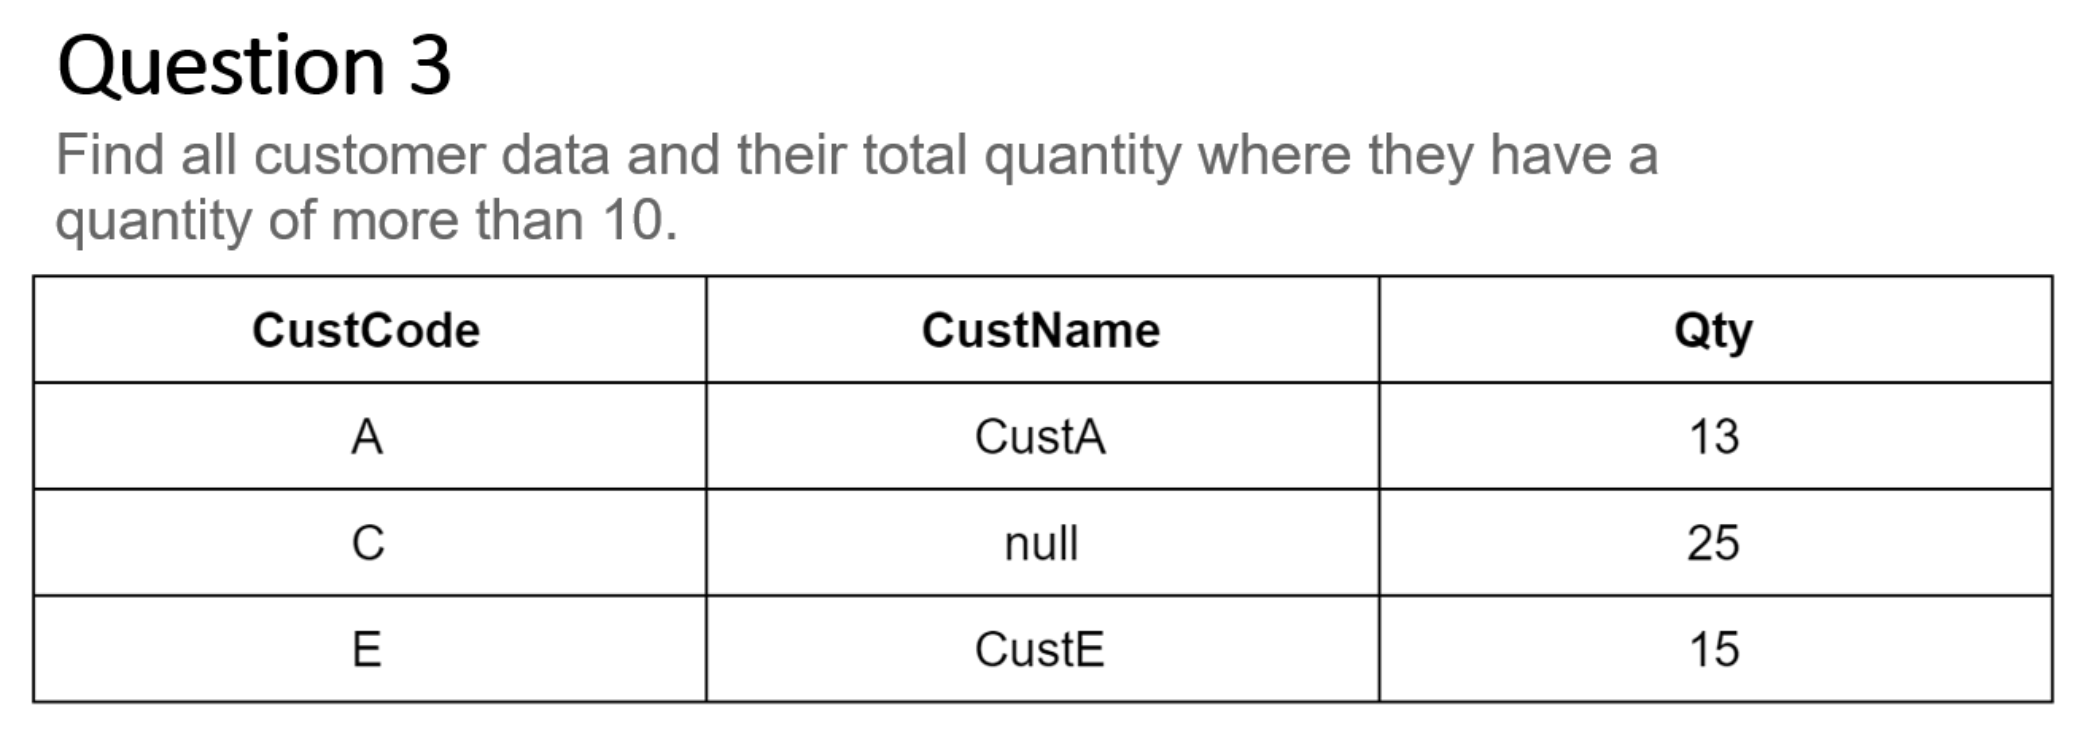 Question 3
Find all customer data and their total quantity where they have a
quantity of more than 10.
CustCode CustName Qty
A CustA 13
C null 25
E CustE 15